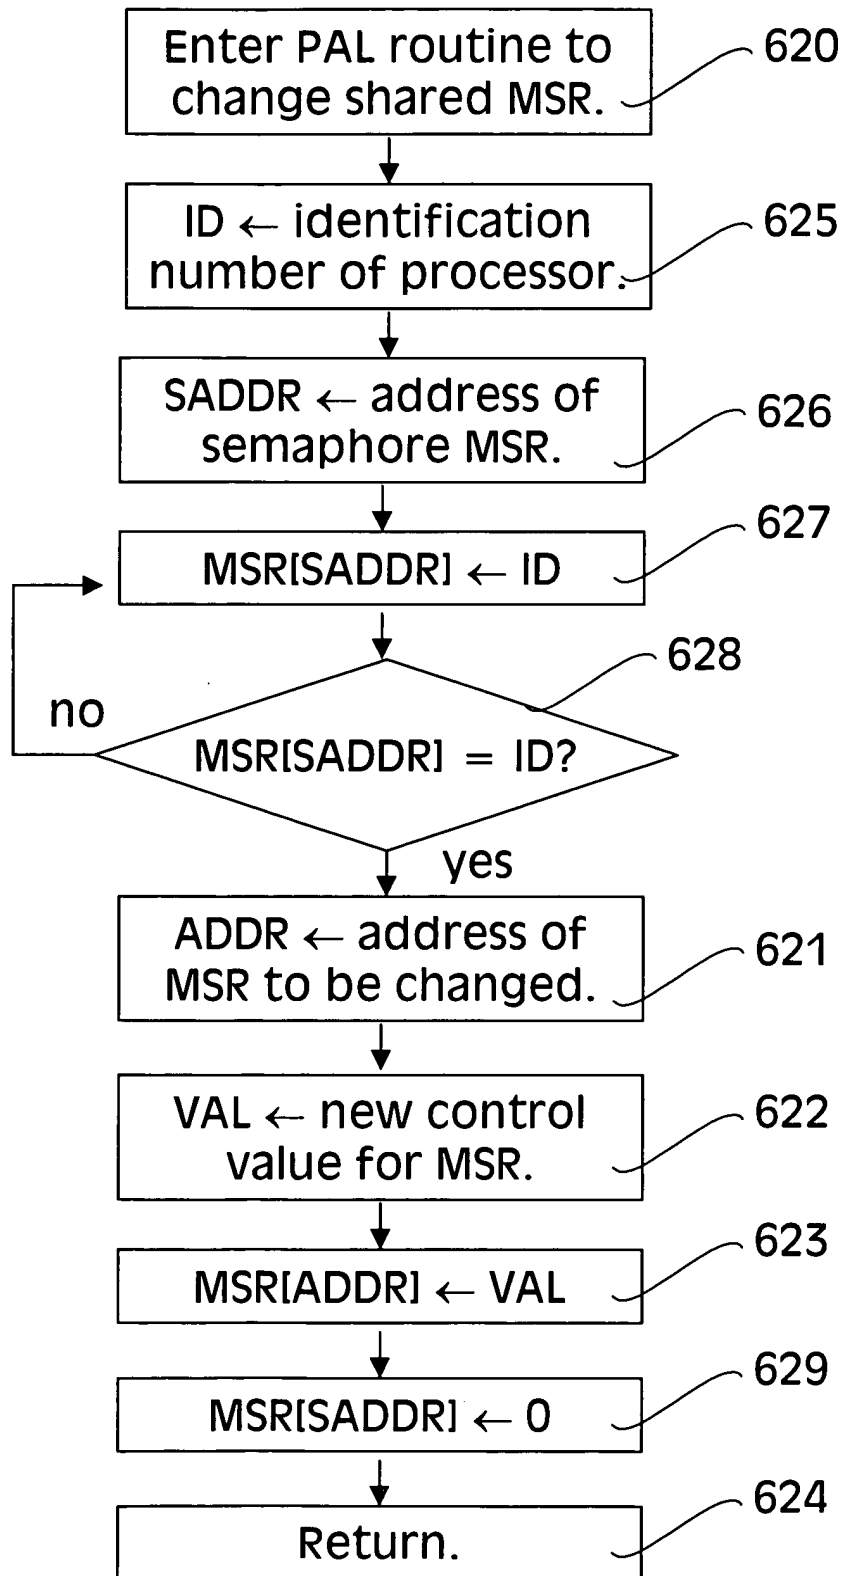 Enter PAL routine to
change shared MSR.
620
ID ← identification
number of processor.
625
SADDR ← address of
semaphore MSR.
626
MSR[SADDR] ← ID
627
MSR[SADDR] = ID?
628
no
yes
ADDR ← address of
MSR to be changed.
621
VAL ← new control
value for MSR.
622
MSR[ADDR] ← VAL
623
MSR[SADDR] ← 0
629
Return.
624